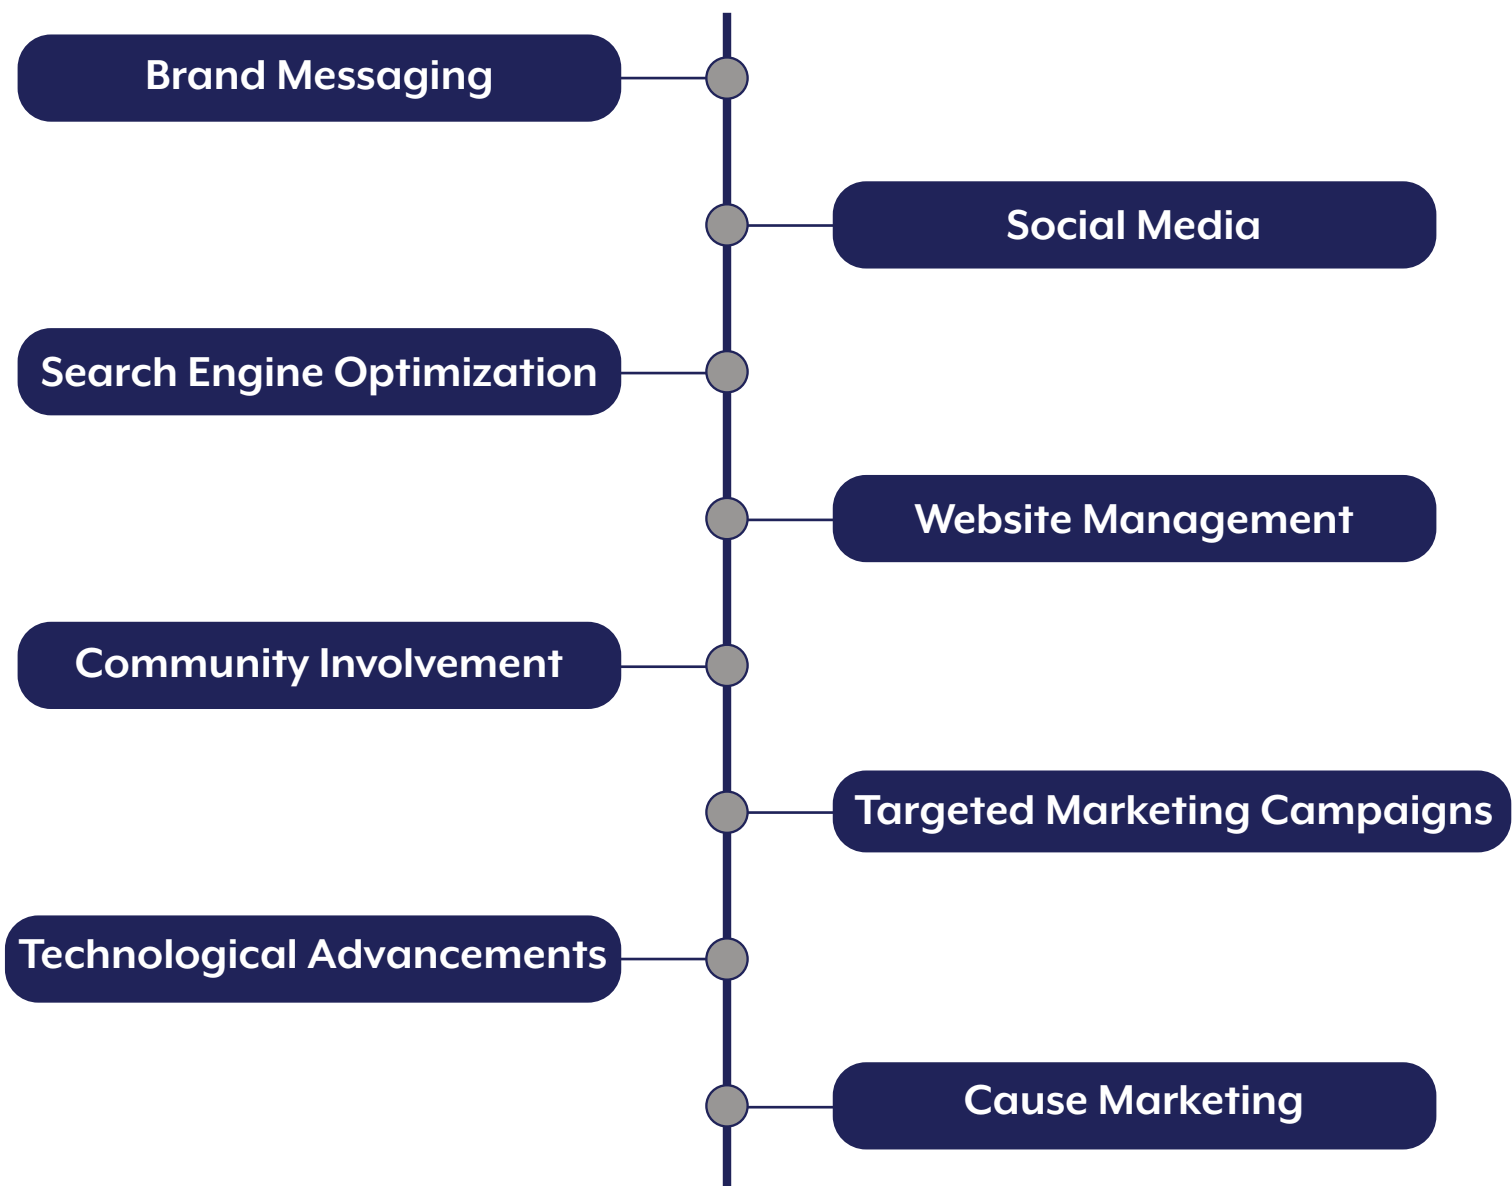 Brand Messaging
Social Media
Search Engine Optimization
Website Management
Community Involvement
Targeted Marketing Campaigns
Technological Advancements
Cause Marketing